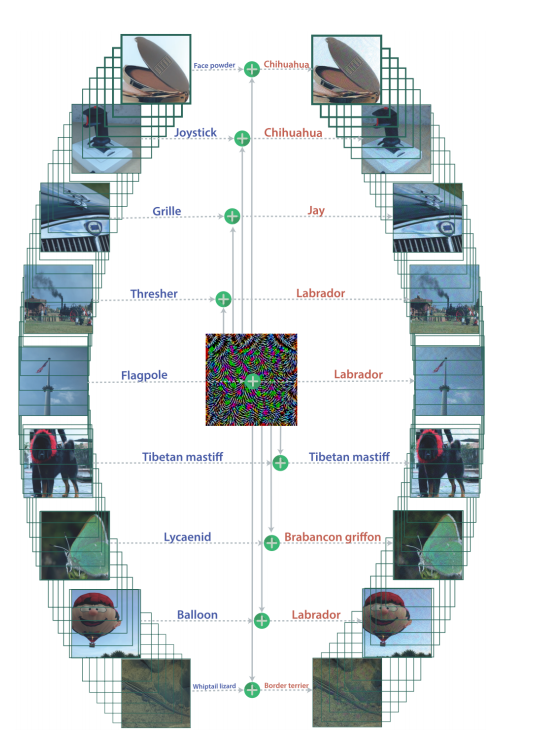 Face powder Chihuahua
Joystick Chihuahua
Grille Jay
Thresher Labrador
Flagpole Labrador
Tibetan mastiff Tibetan mastiff
Lycaenid Brabancon griffon
Balloon Labrador
Whiptail lizard Border terrier